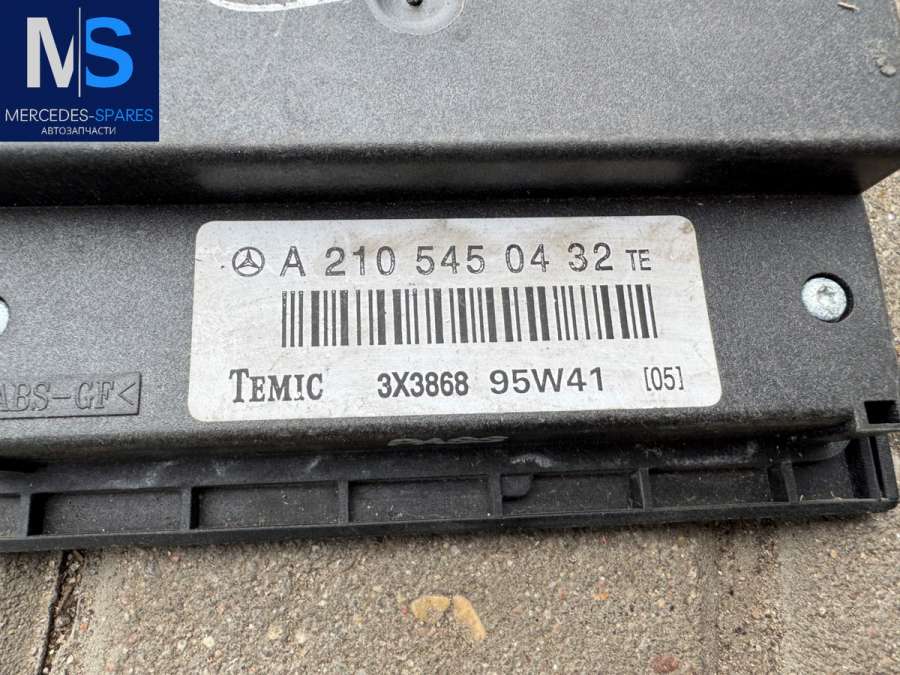 MS
MERCEDES-SPARES
АВТОЗАПЧАСТИ
A 210 545 04 32 TE
TEMIC 3X3868 95W41 [05]
ABS-GF<